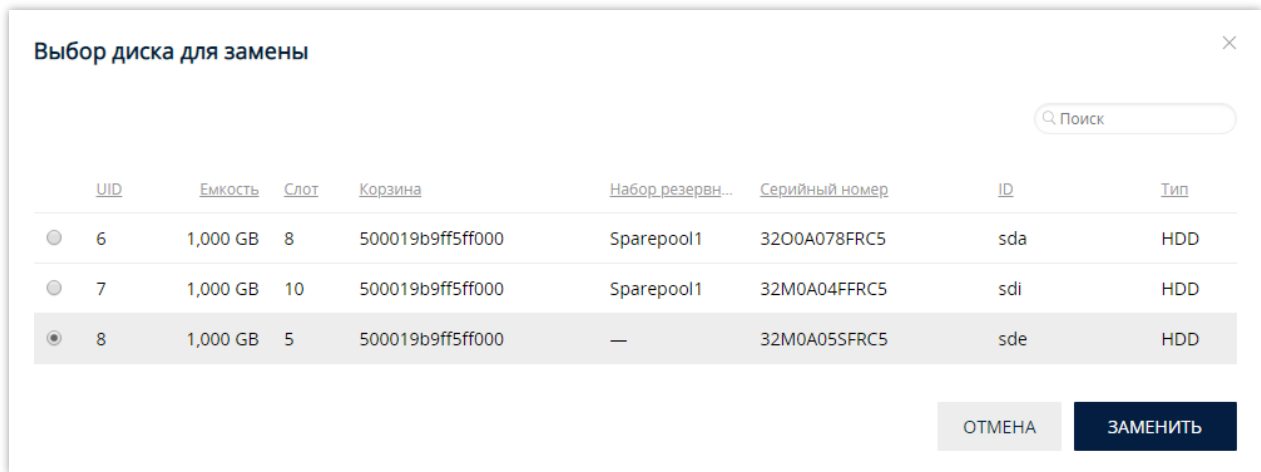 Выбор диска для замены
Поиск
UID Емкость Слот Корзина Набор резервн... Серийный номер ID Тип
6 1,000 GB 8 500019b9ff5ff000 Sparepool1 32O0A078FRC5 sda HDD
7 1,000 GB 10 500019b9ff5ff000 Sparepool1 32M0A04FFRC5 sdi HDD
8 1,000 GB 5 500019b9ff5ff000 — 32M0A05SFRC5 sde HDD
ОТМЕНА ЗАМЕНИТЬ